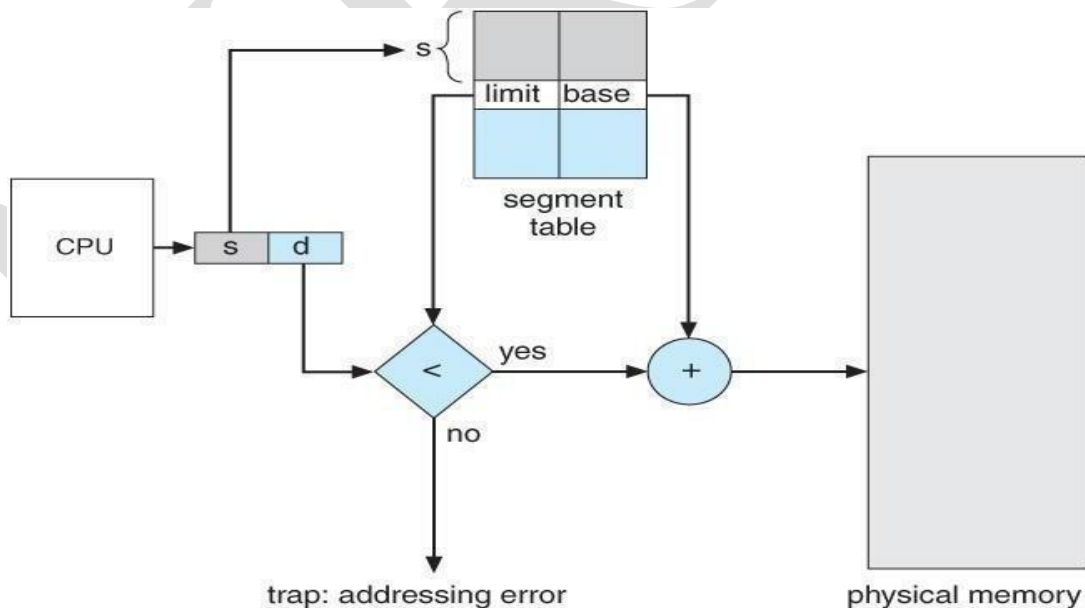 s
limit base
segment
table
CPU
s d
<
yes
+
no
trap: addressing error
physical memory